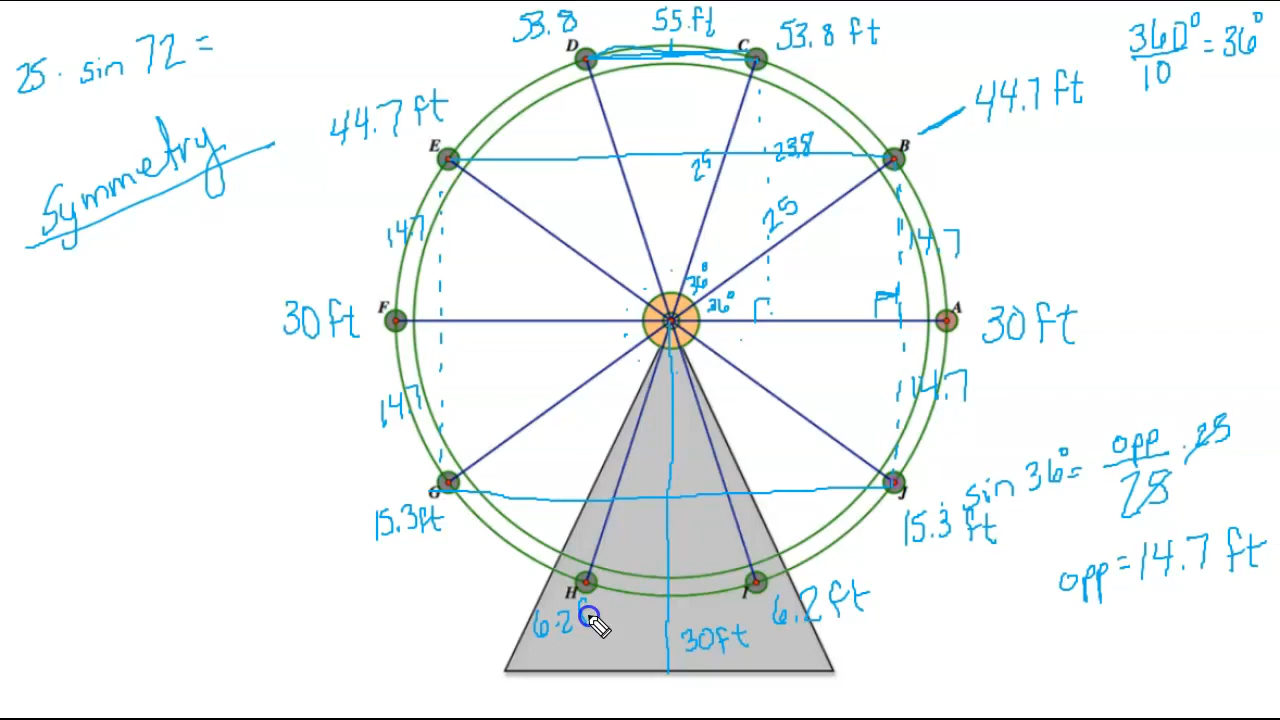 25 · sin 72 =
Symmetry
53.8
55 ft
53.8 ft
360°/10 = 36°
D
C
44.7 ft
44.7 ft
E
B
25
23.8
25
14.7
14.7
36°
36°
30 ft
F
A
30 ft
14.7
14.7
sin 36° = opp/25 · 25
G
J
15.3 ft
15.3 ft
opp = 14.7 ft
H
I
6.2 f
6.2 ft
30 ft